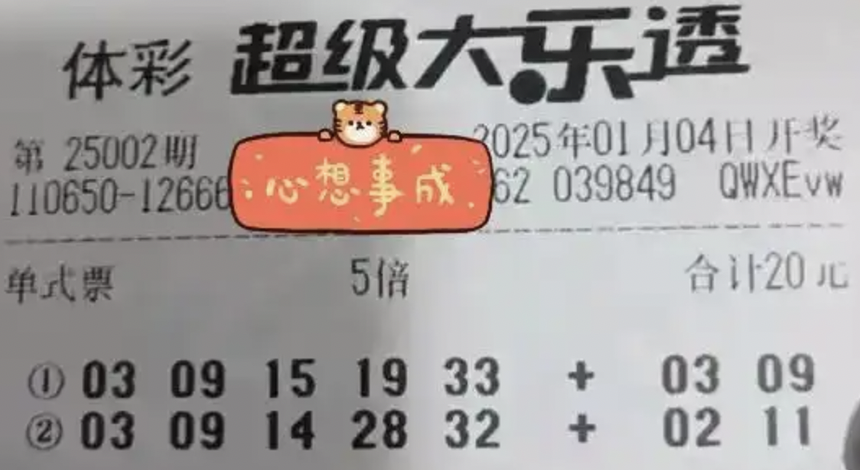 体彩 超级大乐透
第 25002期 2025年01月04日开奖
110650-12666 62 039849 QWXEvw
心想事成
单式票 5倍 合计20元
① 03 09 15 19 33 + 03 09
② 03 09 14 28 32 + 02 11